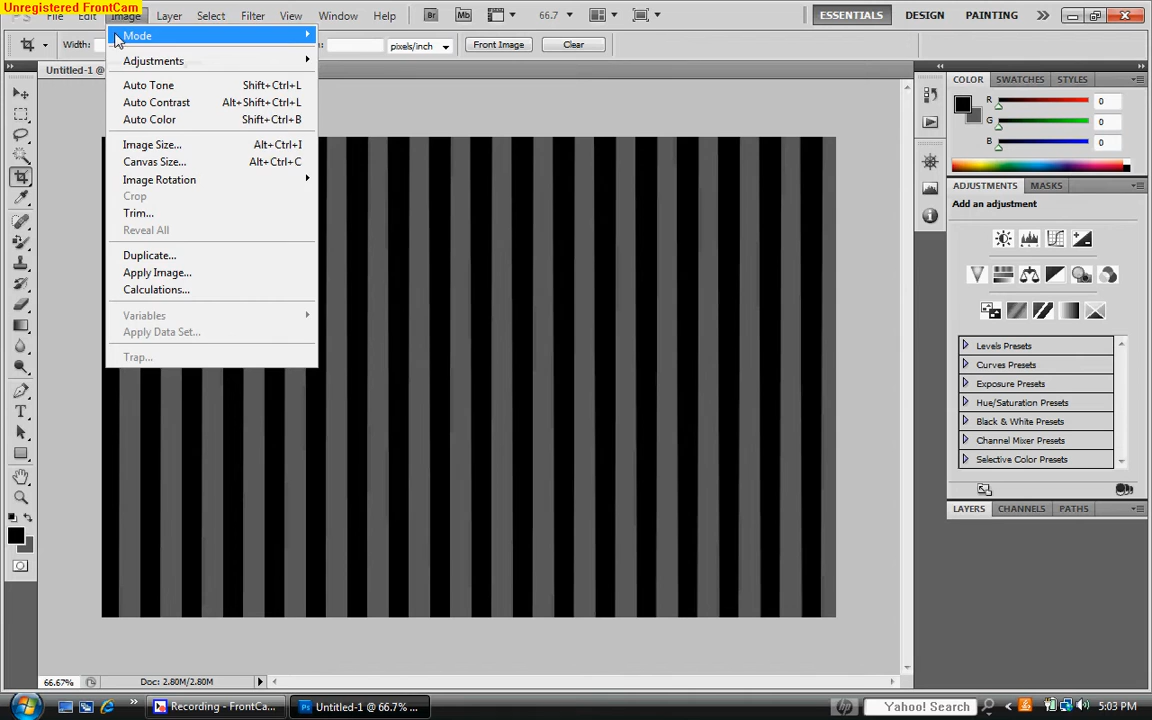 Unregistered FrontCam
File Edit Image Layer Select Filter View Window Help Br Mb 66.7 ESSENTIALS DESIGN PAINTING
Width: pixels/inch Front Image Clear
Untitled-1 @
Mode
Adjustments
Auto Tone Shift+Ctrl+L
Auto Contrast Alt+Shift+Ctrl+L
Auto Color Shift+Ctrl+B
Image Size... Alt+Ctrl+I
Canvas Size... Alt+Ctrl+C
Image Rotation
Crop
Trim...
Reveal All
Duplicate...
Apply Image...
Calculations...
Variables
Apply Data Set...
Trap...
COLOR SWATCHES STYLES
R 0
G 0
B 0
ADJUSTMENTS MASKS
Add an adjustment
Levels Presets
Curves Presets
Exposure Presets
Hue/Saturation Presets
Black & White Presets
Channel Mixer Presets
Selective Color Presets
LAYERS CHANNELS PATHS
66.67% Doc: 2.80M/2.80M
Recording - FrontCa... Untitled-1 @ 66.7% ... Yahoo! Search 5:03 PM